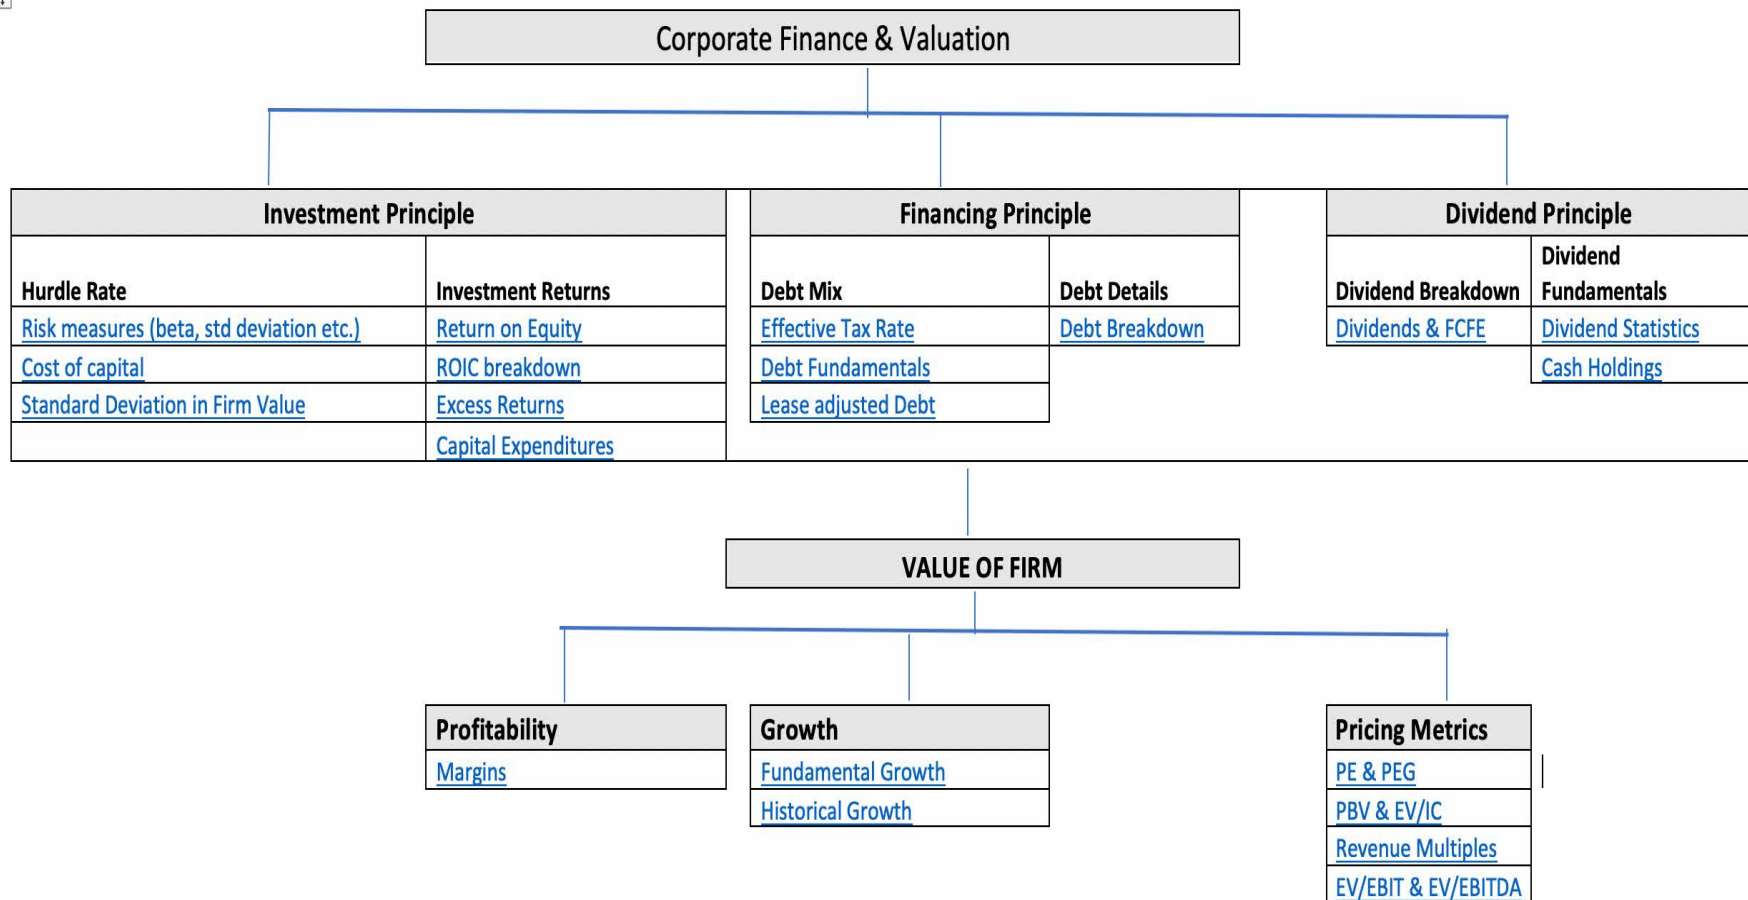 Corporate Finance & Valuation
Investment Principle
Financing Principle
Dividend Principle
Hurdle Rate
Investment Returns
Debt Mix
Debt Details
Dividend Breakdown
Dividend
Fundamentals
Risk measures (beta, std deviation etc.)
Return on Equity
Effective Tax Rate
Debt Breakdown
Dividends & FCFE
Dividend Statistics
Cost of capital
ROIC breakdown
Debt Fundamentals
Cash Holdings
Standard Deviation in Firm Value
Excess Returns
Lease adjusted Debt
Capital Expenditures
VALUE OF FIRM
Profitability
Growth
Pricing Metrics
Margins
Fundamental Growth
PE & PEG
Historical Growth
PBV & EV/IC
Revenue Multiples
EV/EBIT & EV/EBITDA